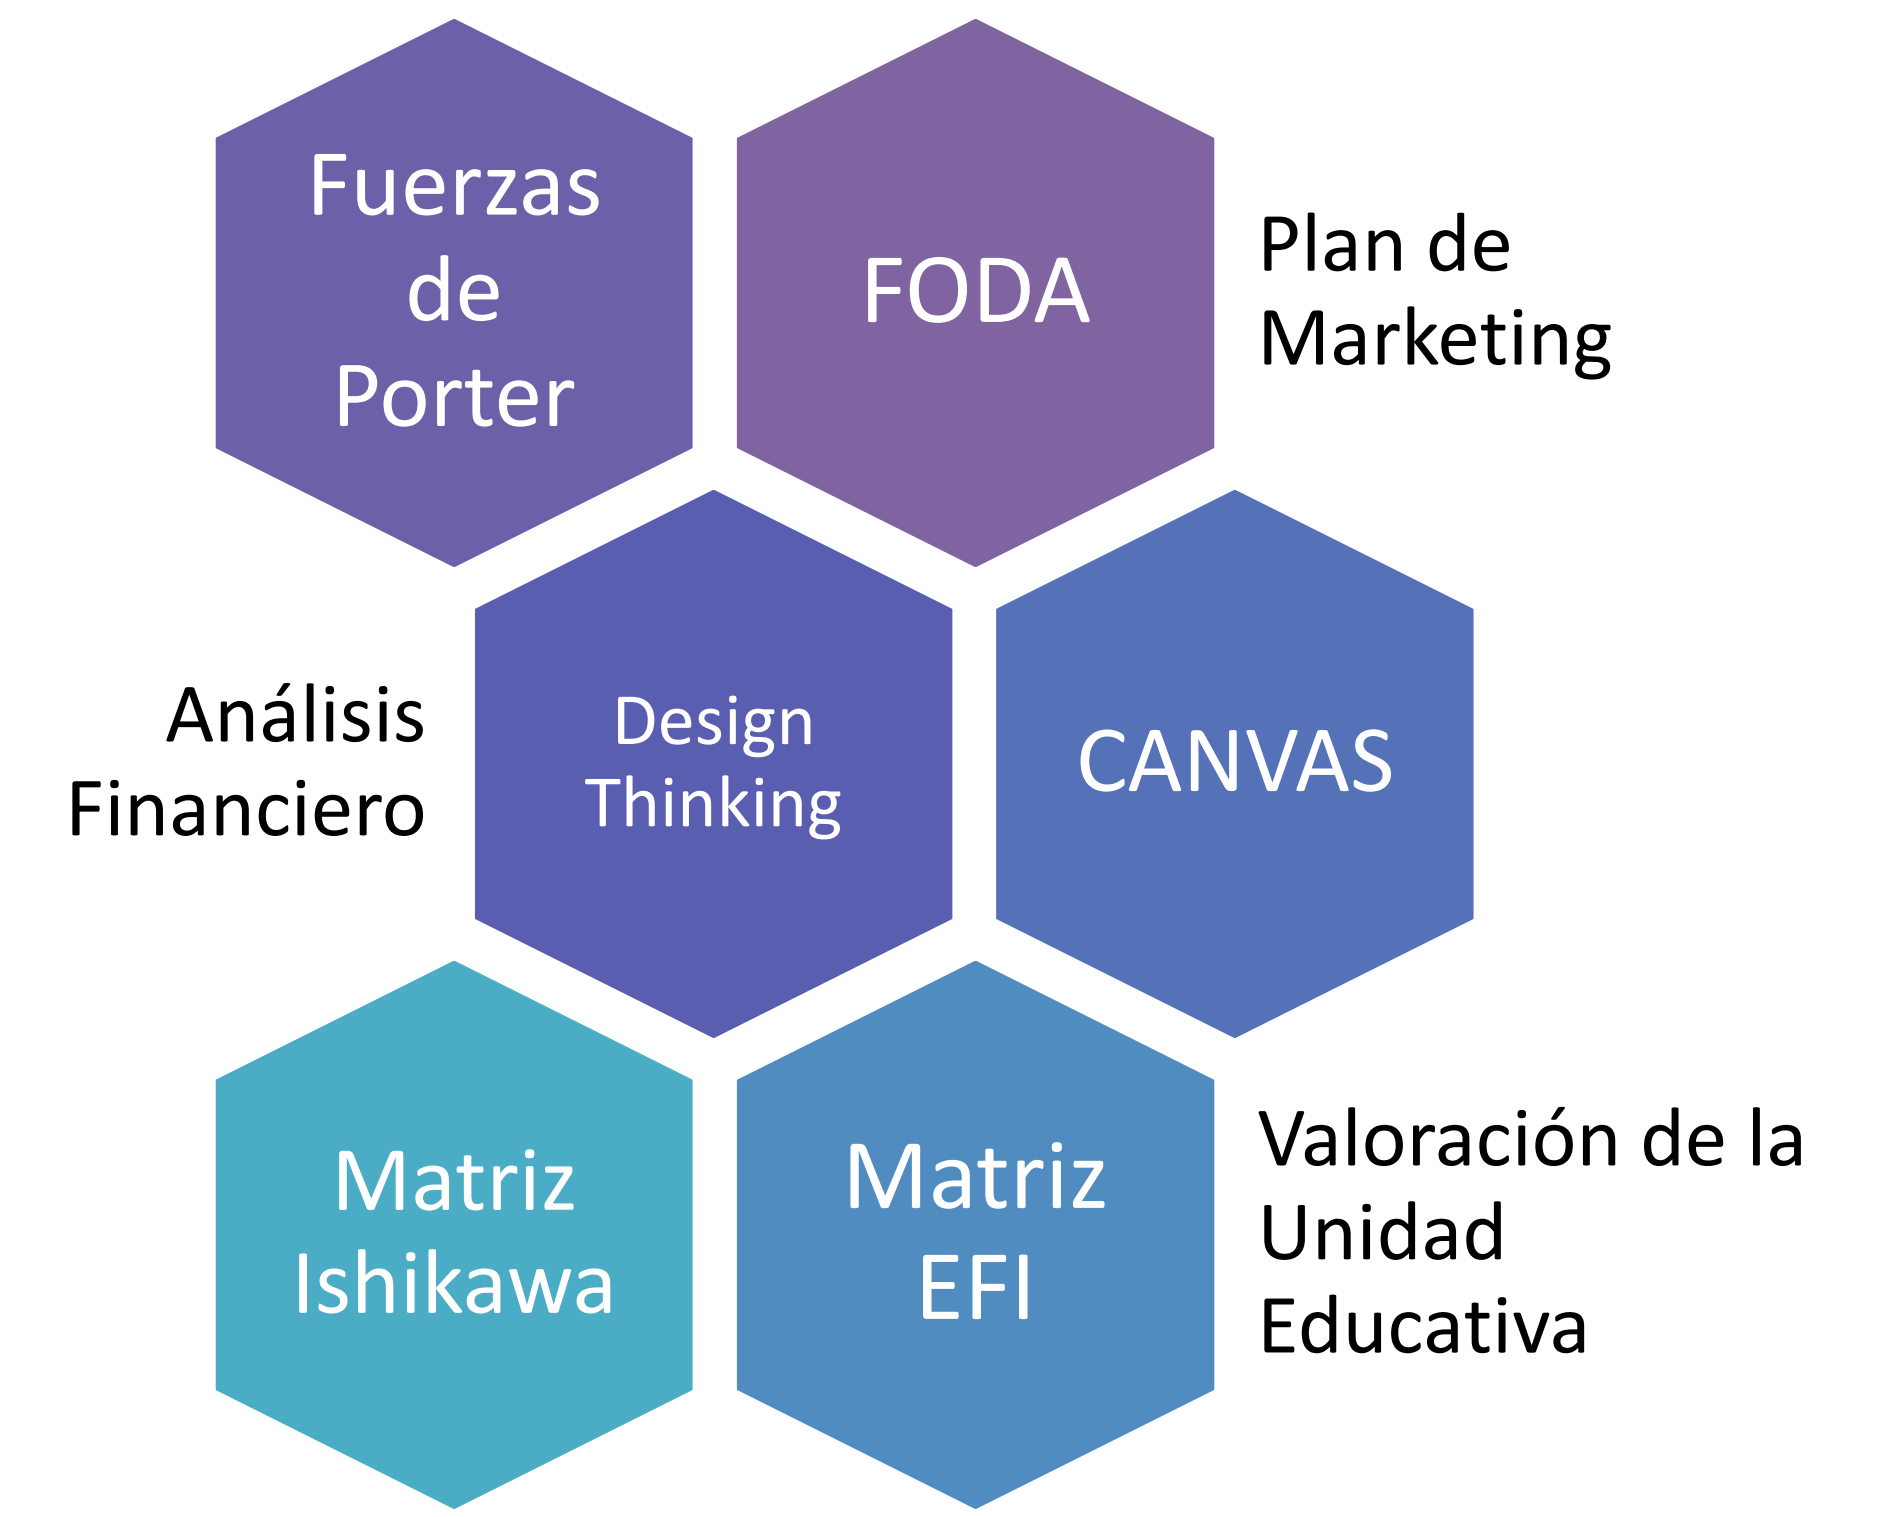 Fuerzas
de
Porter
FODA
Plan de
Marketing
Análisis
Financiero
Design
Thinking
CANVAS
Matriz
Ishikawa
Matriz
EFI
Valoración de la
Unidad
Educativa